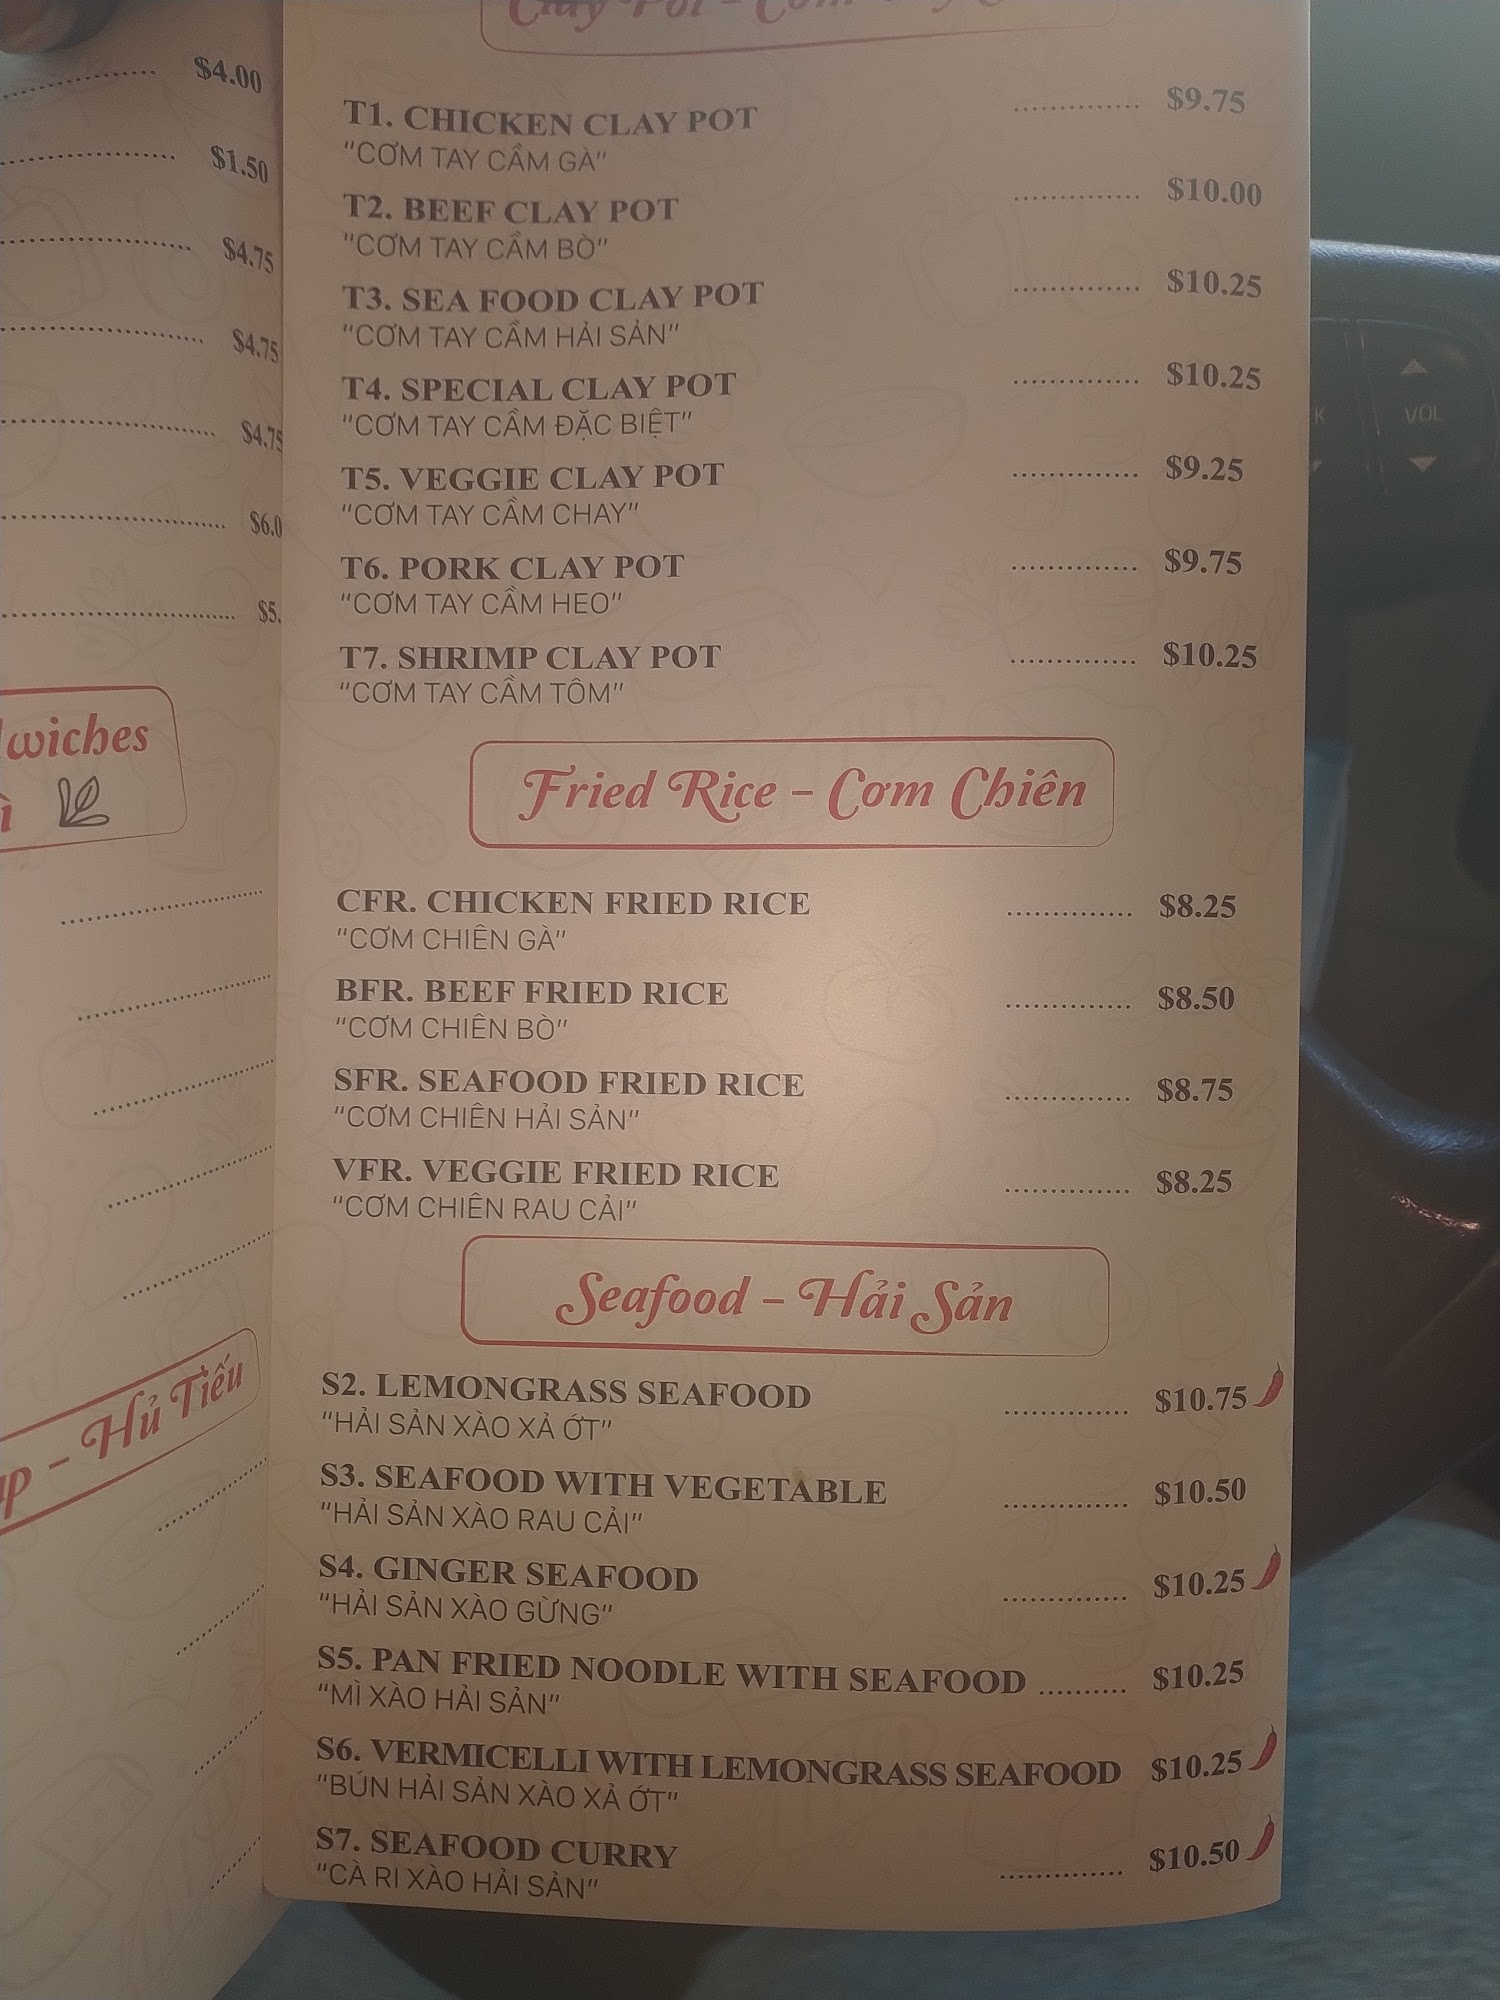 $4.00
$1.50
$4.75
$4.75
$4.75
$6.0
$5.
wiches
ì
- Hủ Tiếu
Clay Pot - Cơm
T1. CHICKEN CLAY POT .............. $9.75
"CƠM TAY CẦM GÀ"
T2. BEEF CLAY POT .............. $10.00
"CƠM TAY CẦM BÒ"
T3. SEA FOOD CLAY POT .............. $10.25
"CƠM TAY CẦM HẢI SẢN"
T4. SPECIAL CLAY POT .............. $10.25
"CƠM TAY CẦM ĐẶC BIỆT"
T5. VEGGIE CLAY POT .............. $9.25
"CƠM TAY CẦM CHAY"
T6. PORK CLAY POT .............. $9.75
"CƠM TAY CẦM HEO"
T7. SHRIMP CLAY POT .............. $10.25
"CƠM TAY CẦM TÔM"
Fried Rice - Cơm Chiên
CFR. CHICKEN FRIED RICE .............. $8.25
"CƠM CHIÊN GÀ"
BFR. BEEF FRIED RICE .............. $8.50
"CƠM CHIÊN BÒ"
SFR. SEAFOOD FRIED RICE .............. $8.75
"CƠM CHIÊN HẢI SẢN"
VFR. VEGGIE FRIED RICE .............. $8.25
"CƠM CHIÊN RAU CẢI"
Seafood - Hải Sản
S2. LEMONGRASS SEAFOOD .............. $10.75
"HẢI SẢN XÀO XẢ ỚT"
S3. SEAFOOD WITH VEGETABLE .............. $10.50
"HẢI SẢN XÀO RAU CẢI"
S4. GINGER SEAFOOD .............. $10.25
"HẢI SẢN XÀO GỪNG"
S5. PAN FRIED NOODLE WITH SEAFOOD .......... $10.25
"MÌ XÀO HẢI SẢN"
S6. VERMICELLI WITH LEMONGRASS SEAFOOD $10.25
"BÚN HẢI SẢN XÀO XẢ ỚT"
S7. SEAFOOD CURRY .............. $10.50
"CÀ RI XÀO HẢI SẢN"
K
VOL